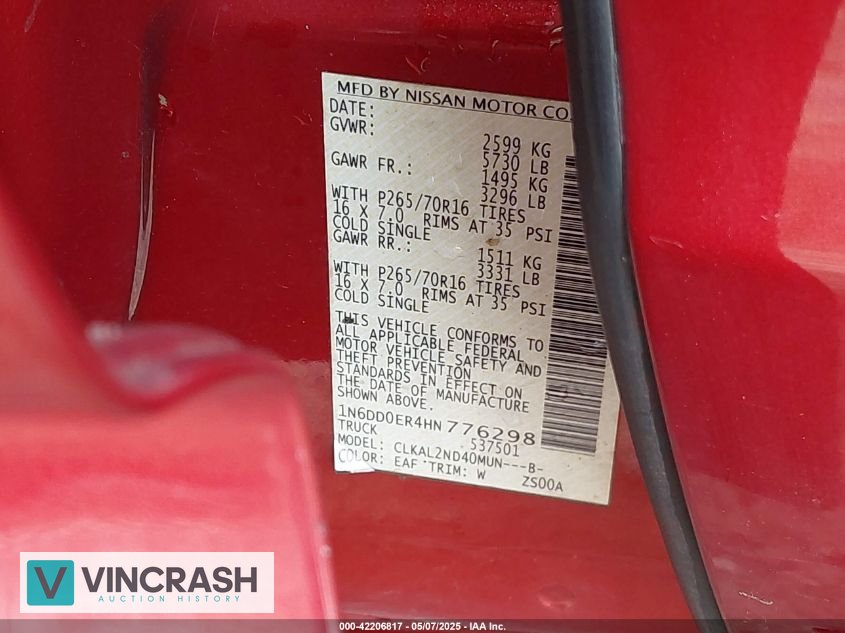 MFD BY NISSAN MOTOR CO.
DATE:
GVWR:
2599 KG
5730 LB
GAWR FR.:
1495 KG
3296 LB
WITH P265/70R16 TIRES
16 X 7.0 RIMS AT 35 PSI
COLD SINGLE
GAWR RR.:
1511 KG
3331 LB
WITH P265/70R16 TIRES
16 X 7.0 RIMS AT 35 PSI
COLD SINGLE
THIS VEHICLE CONFORMS TO
ALL APPLICABLE FEDERAL
MOTOR VEHICLE SAFETY AND
THEFT PREVENTION
STANDARDS IN EFFECT ON
THE DATE OF MANUFACTURE
SHOWN ABOVE.
1N6DD0ER4HN776298
TRUCK 537501
MODEL: CLKAL2ND40MUN---B-
COLOR: EAF TRIM: W ZS00A
V VINCRASH
AUCTION HISTORY
000-42206817 - 05/07/2025 - IAA Inc.